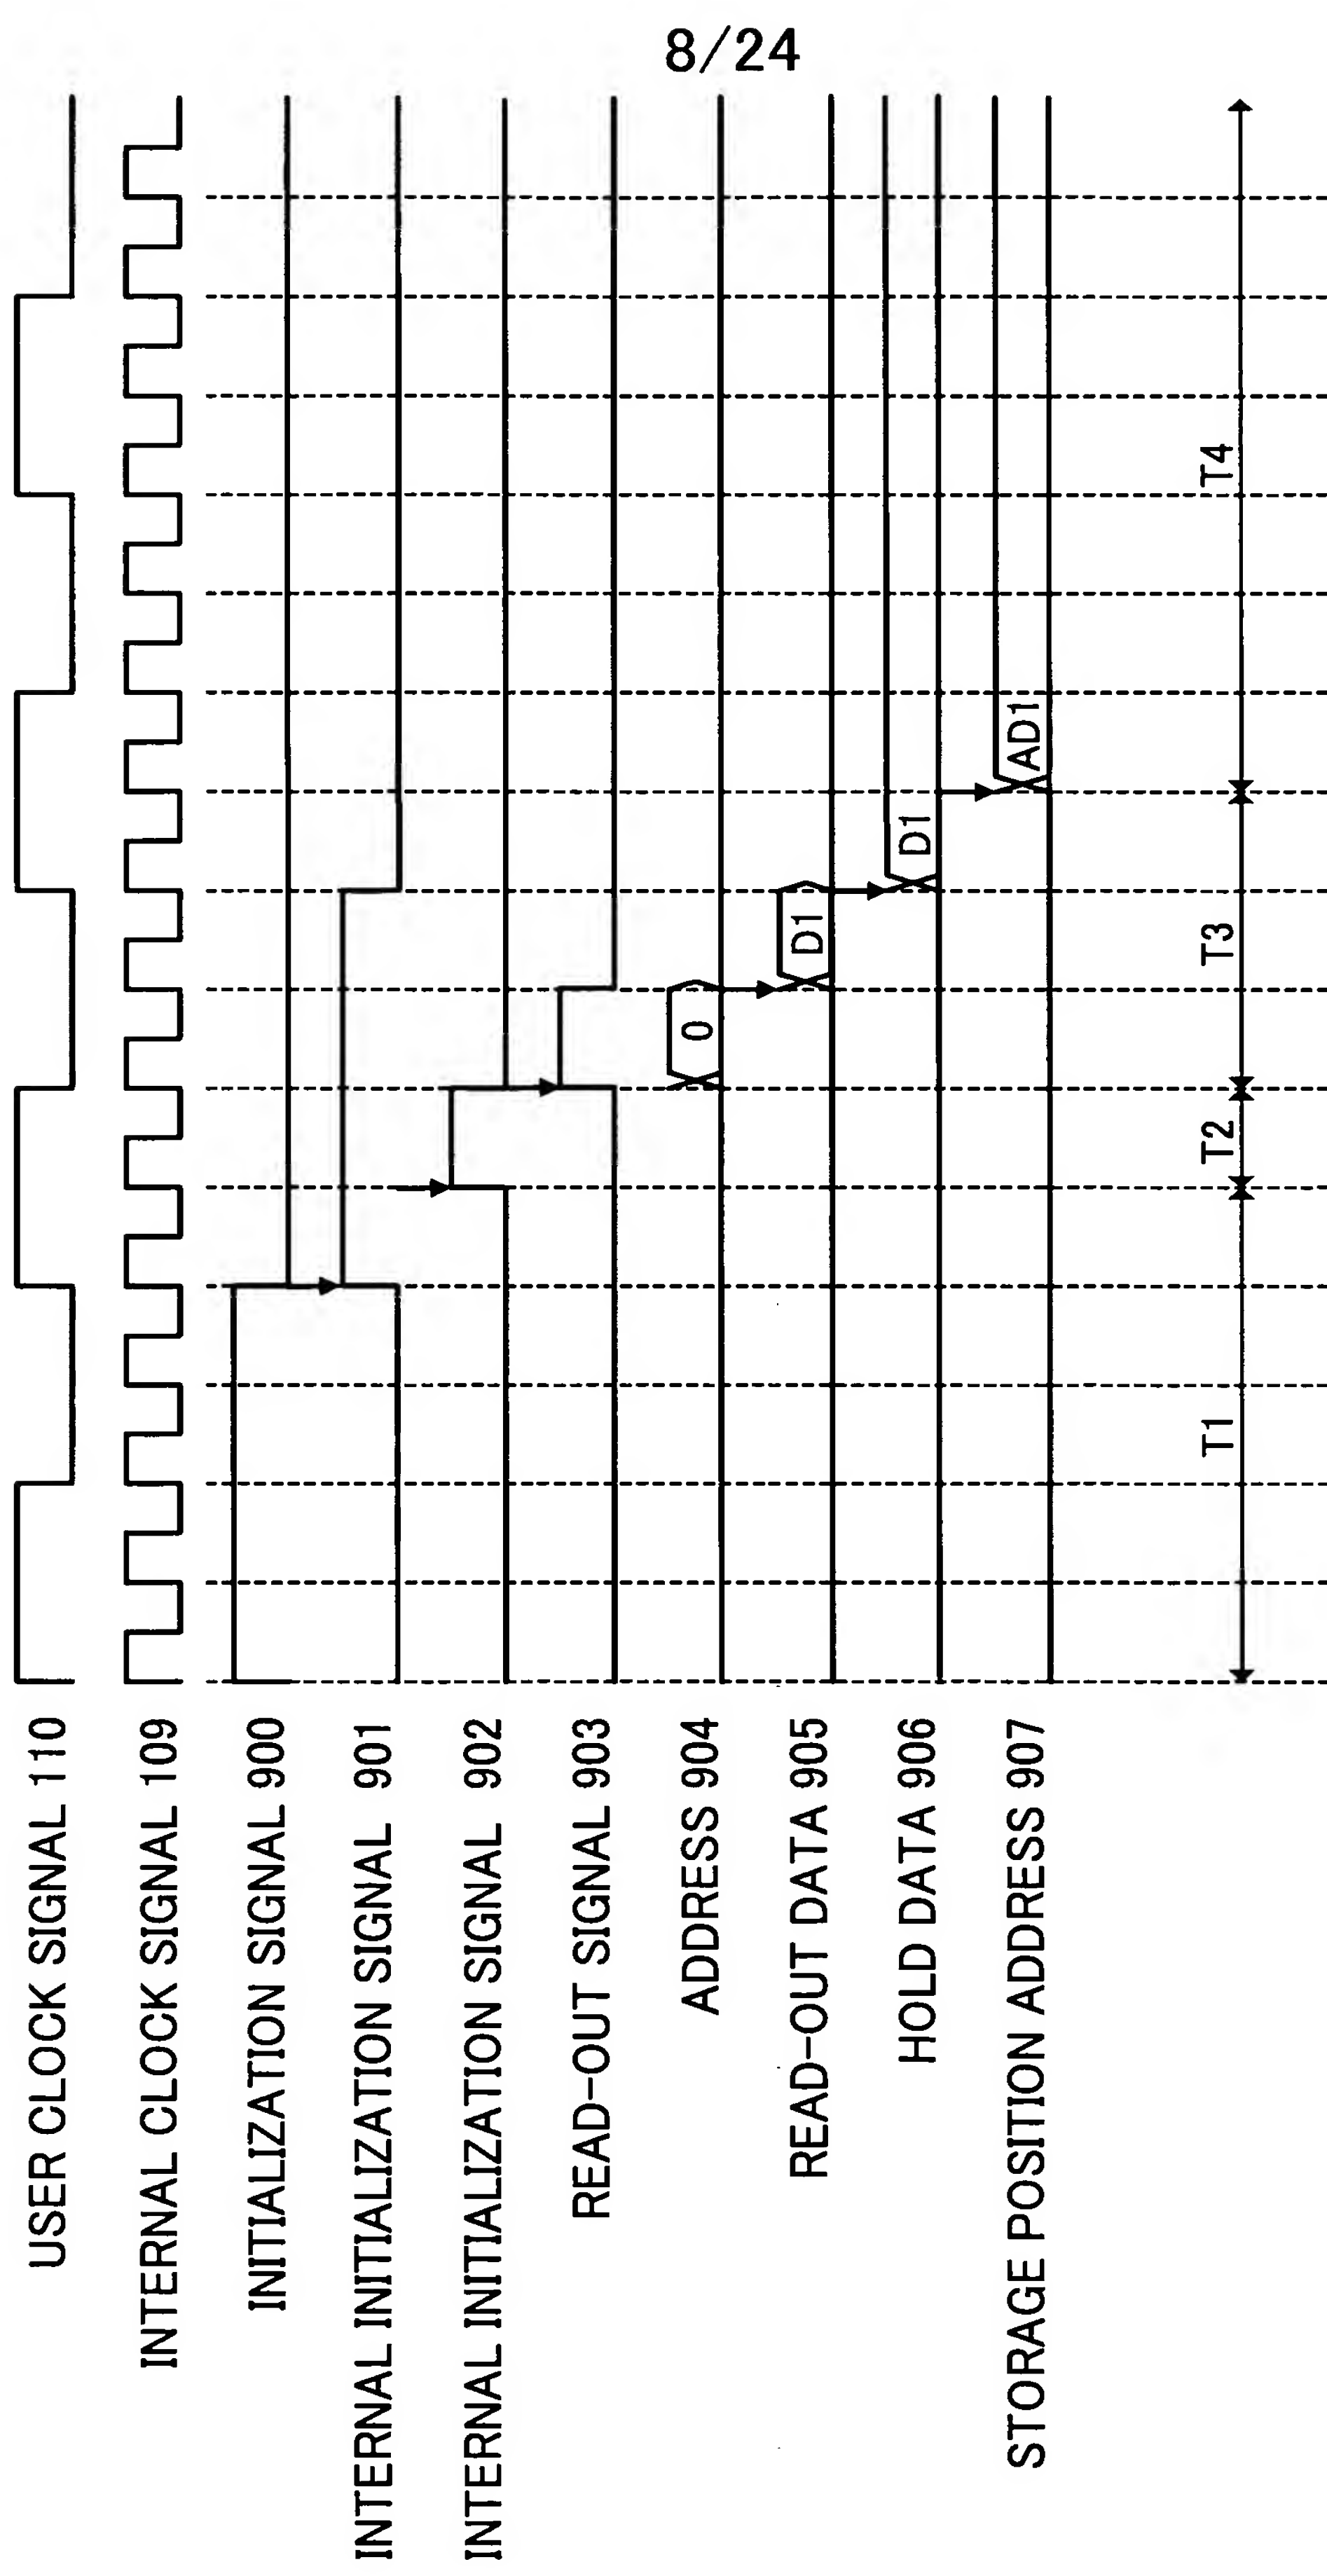 8/24
USER CLOCK SIGNAL 110
INTERNAL CLOCK SIGNAL 109
INITIALIZATION SIGNAL 900
INTERNAL INITIALIZATION SIGNAL 901
INTERNAL INITIALIZATION SIGNAL 902
READ-OUT SIGNAL 903
ADDRESS 904
0
READ-OUT DATA 905
D1
HOLD DATA 906
D1
STORAGE POSITION ADDRESS 907
AD1
T1
T2
T3
T4